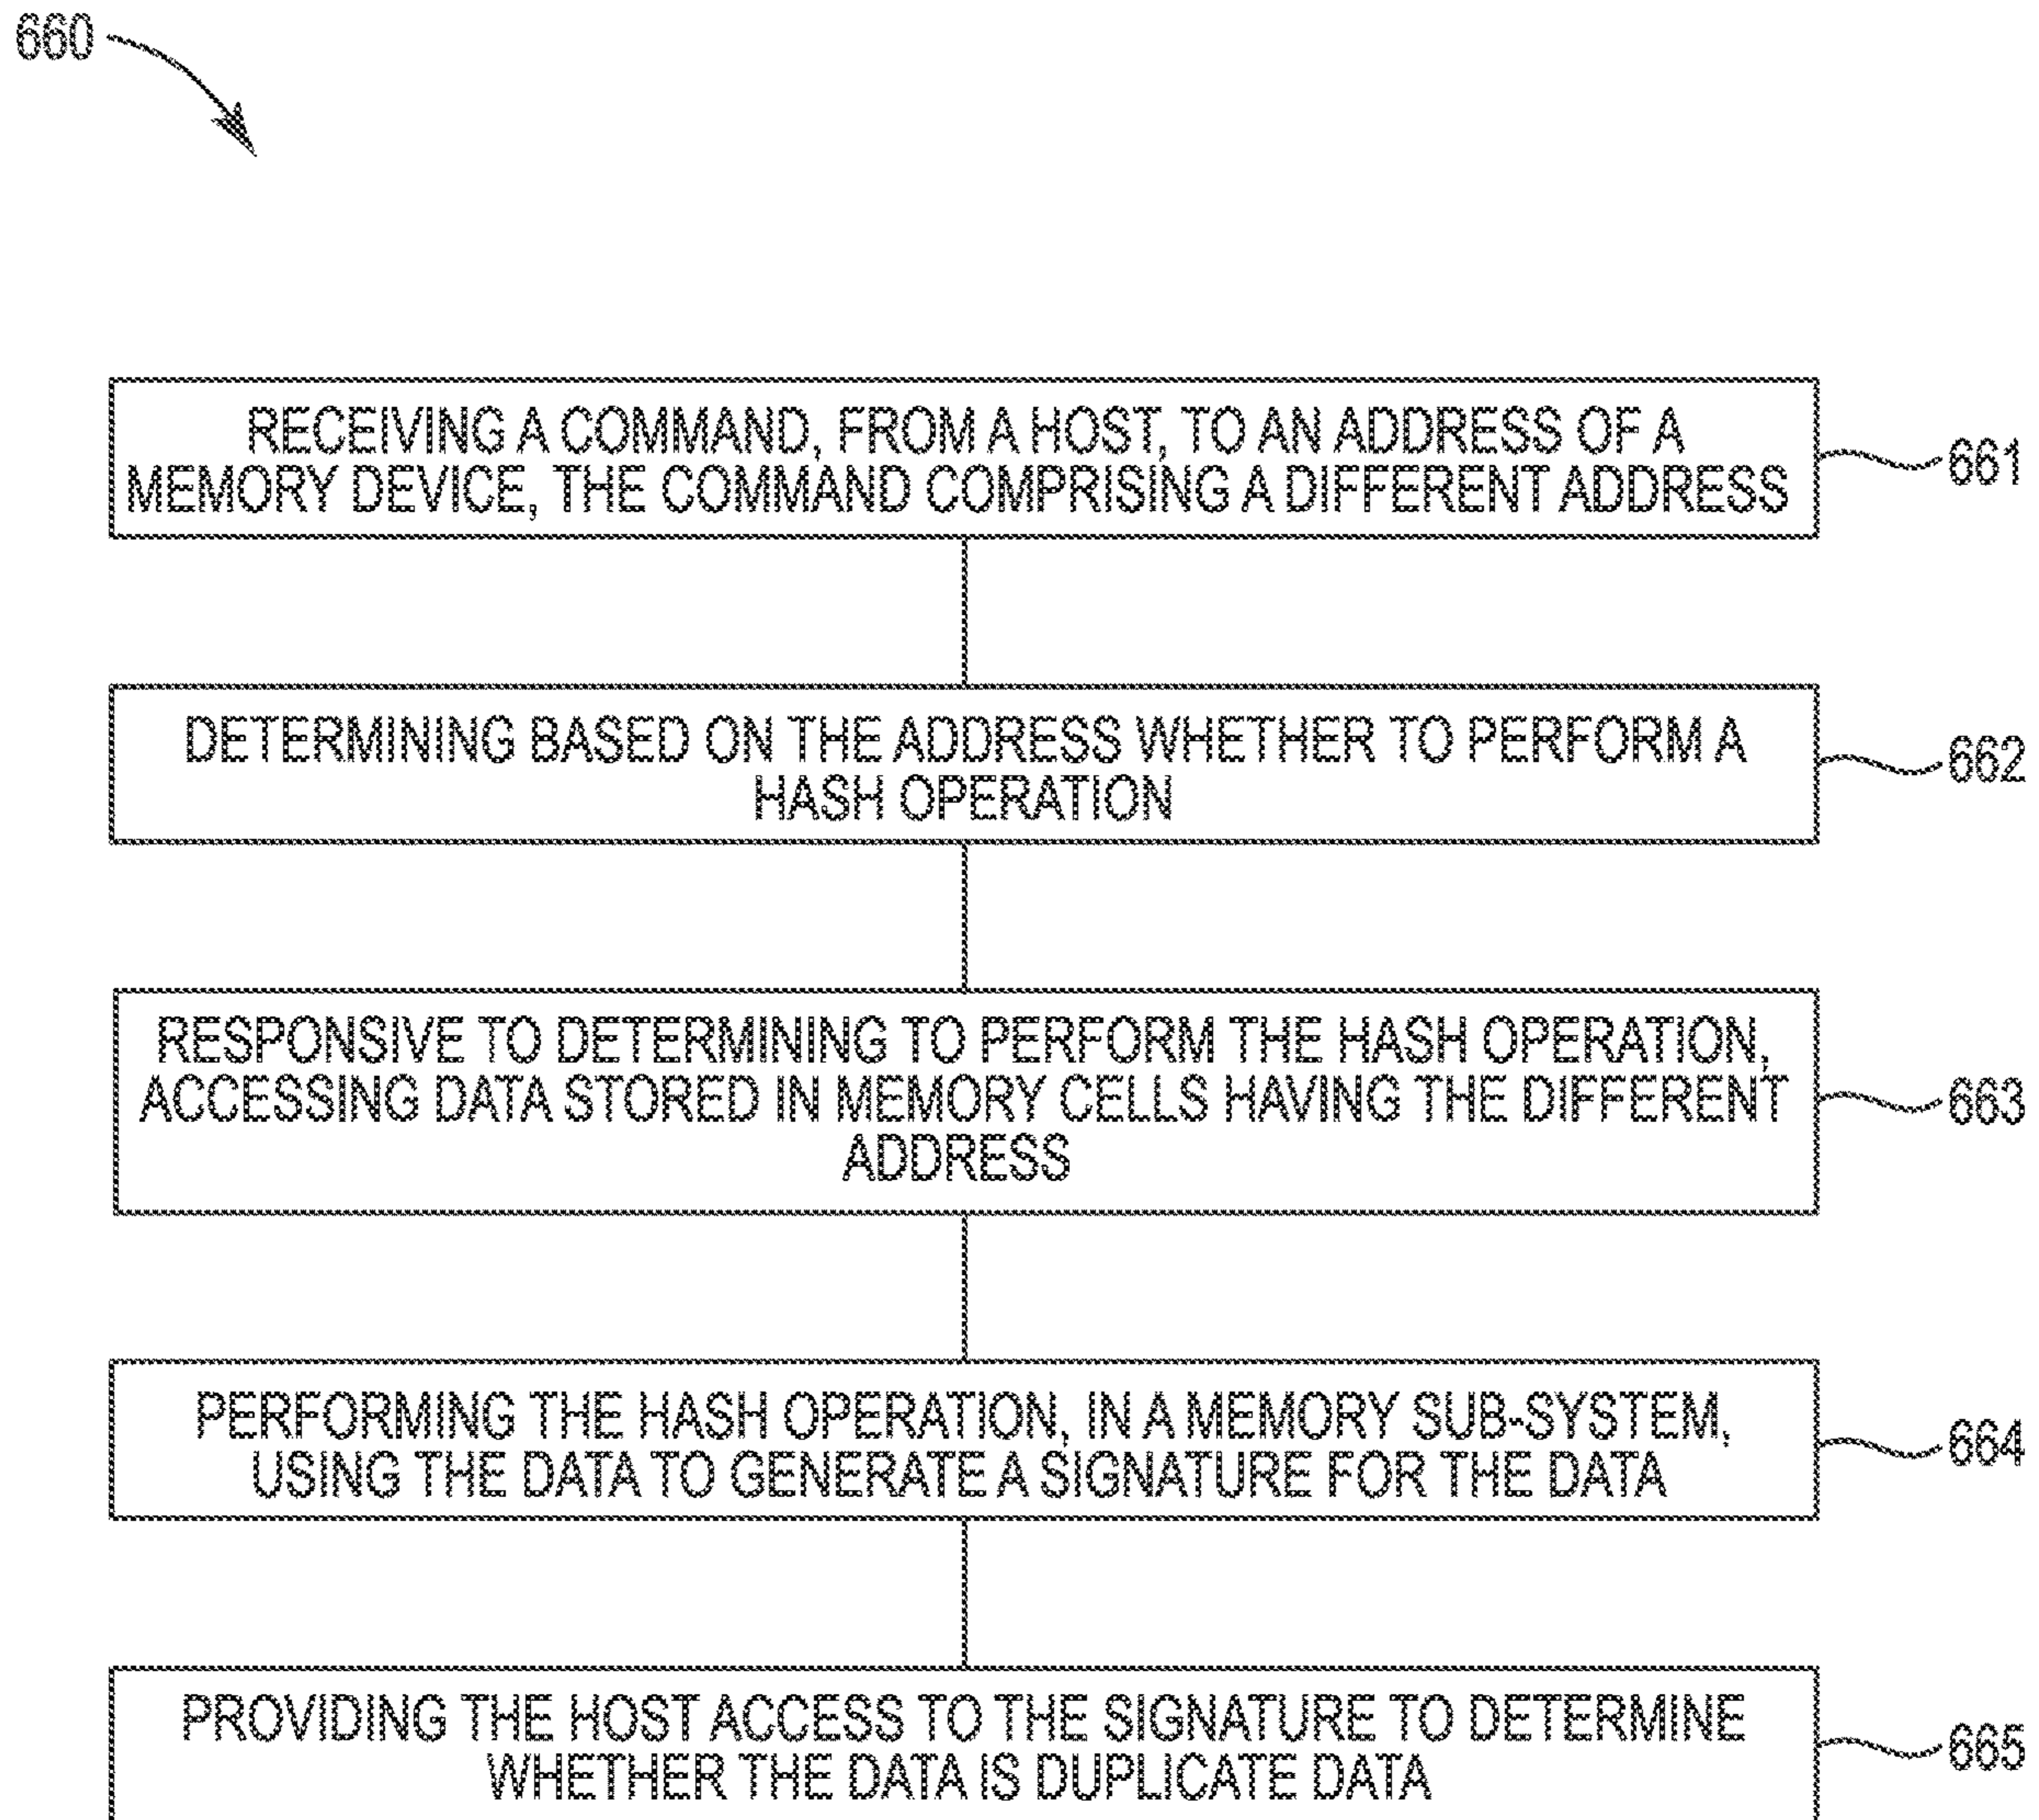 660
RECEIVING A COMMAND, FROM A HOST, TO AN ADDRESS OF A
MEMORY DEVICE, THE COMMAND COMPRISING A DIFFERENT ADDRESS
661
DETERMINING BASED ON THE ADDRESS WHETHER TO PERFORM A
HASH OPERATION
662
RESPONSIVE TO DETERMINING TO PERFORM THE HASH OPERATION,
ACCESSING DATA STORED IN MEMORY CELLS HAVING THE DIFFERENT
ADDRESS
663
PERFORMING THE HASH OPERATION, IN A MEMORY SUB-SYSTEM,
USING THE DATA TO GENERATE A SIGNATURE FOR THE DATA
664
PROVIDING THE HOST ACCESS TO THE SIGNATURE TO DETERMINE
WHETHER THE DATA IS DUPLICATE DATA
665